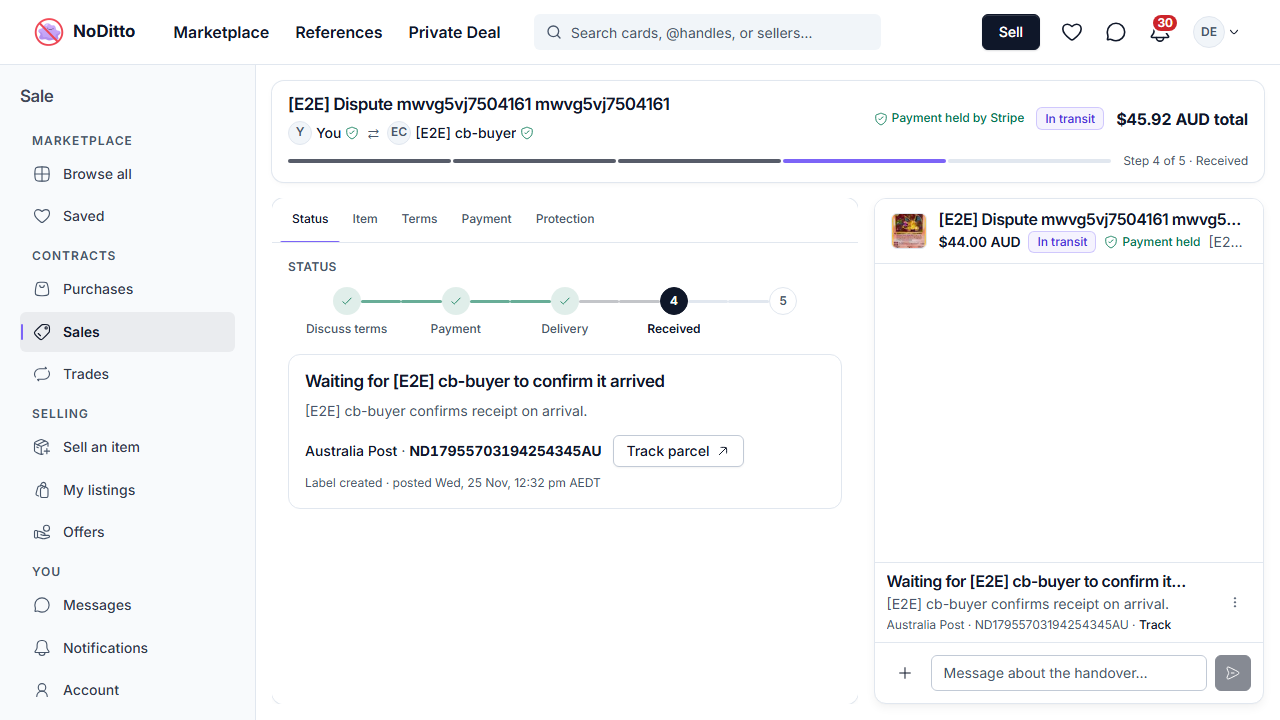 NoDitto
Marketplace
References
Private Deal
Search cards, @handles, or sellers...
Sell
30
DE
Sale
MARKETPLACE
Browse all
Saved
CONTRACTS
Purchases
Sales
Trades
SELLING
Sell an item
My listings
Offers
YOU
Messages
Notifications
Account
[E2E] Dispute mwvg5vj7504161 mwvg5vj7504161
Y You EC [E2E] cb-buyer
Payment held by Stripe In transit $45.92 AUD total
Step 4 of 5 · Received
Status Item Terms Payment Protection
STATUS
4 5
Discuss terms Payment Delivery Received
Waiting for [E2E] cb-buyer to confirm it arrived
[E2E] cb-buyer confirms receipt on arrival.
Australia Post · ND17955703194254345AU Track parcel
Label created · posted Wed, 25 Nov, 12:32 pm AEDT
[E2E] Dispute mwvg5vj7504161 mwvg5...
$44.00 AUD In transit Payment held [E2...
Waiting for [E2E] cb-buyer to confirm it...
[E2E] cb-buyer confirms receipt on arrival.
Australia Post · ND17955703194254345AU · Track
Message about the handover...